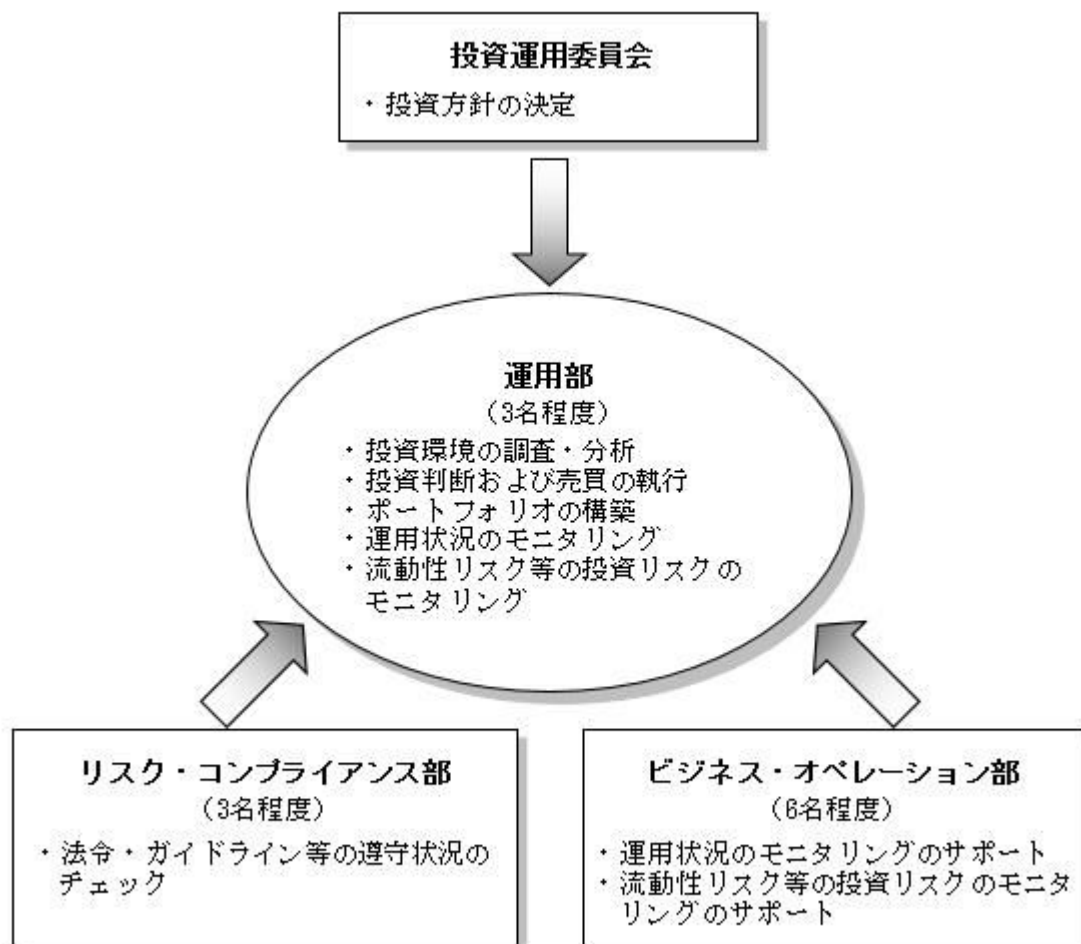 投資運用委員会
・投資方針の決定
運用部
（3名程度）
・投資環境の調査・分析
・投資判断および売買の執行
・ポートフォリオの構築
・運用状況のモニタリング
・流動性リスク等の投資リスクの
モニタリング
リスク・コンプライアンス部
（3名程度）
・法令・ガイドライン等の遵守状況の
チェック
ビジネス・オペレーション部
（6名程度）
・運用状況のモニタリングのサポート
・流動性リスク等の投資リスクのモニタ
リングのサポート